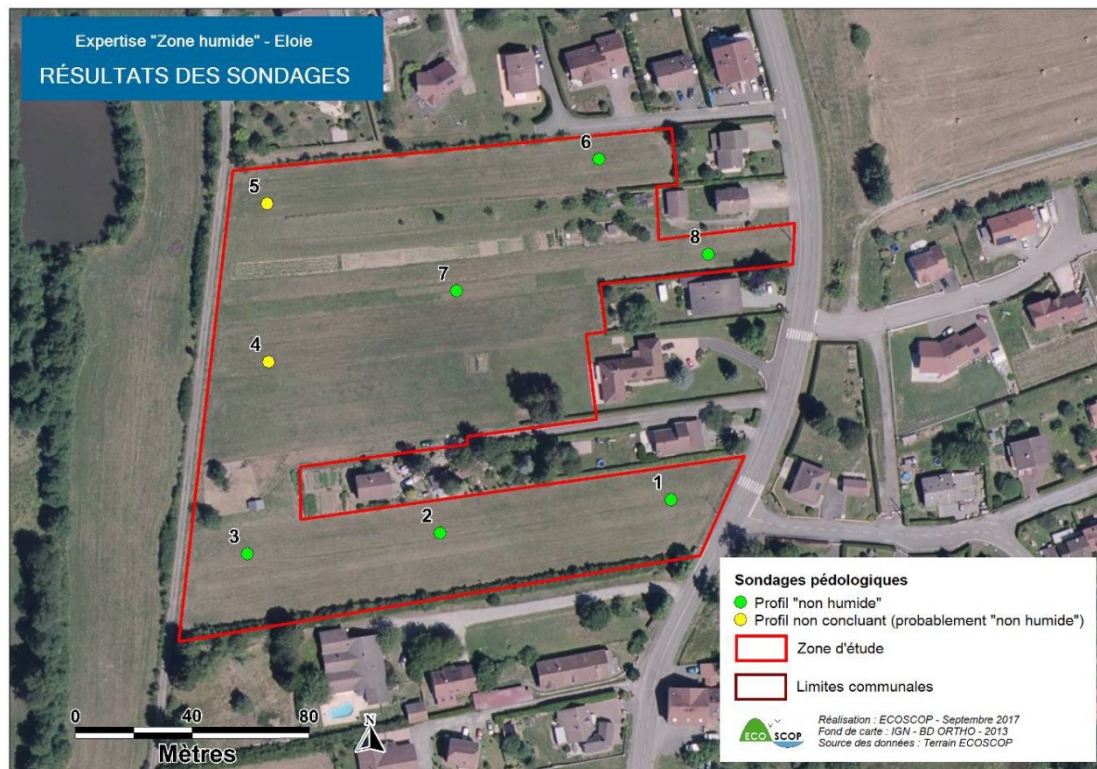 Expertise "Zone humide" - Eloie
RÉSULTATS DES SONDAGES
6
5
8
7
4
1
2
3
Sondages pédologiques
Profil "non humide"
Profil non concluant (probablement "non humide")
Zone d'étude
Limites communales
0 40 80
Mètres
N
ECO SCOP
Réalisation : ECOSCOP - Septembre 2017
Fond de carte : IGN - BD ORTHO - 2013
Source des données : Terrain ECOSCOP